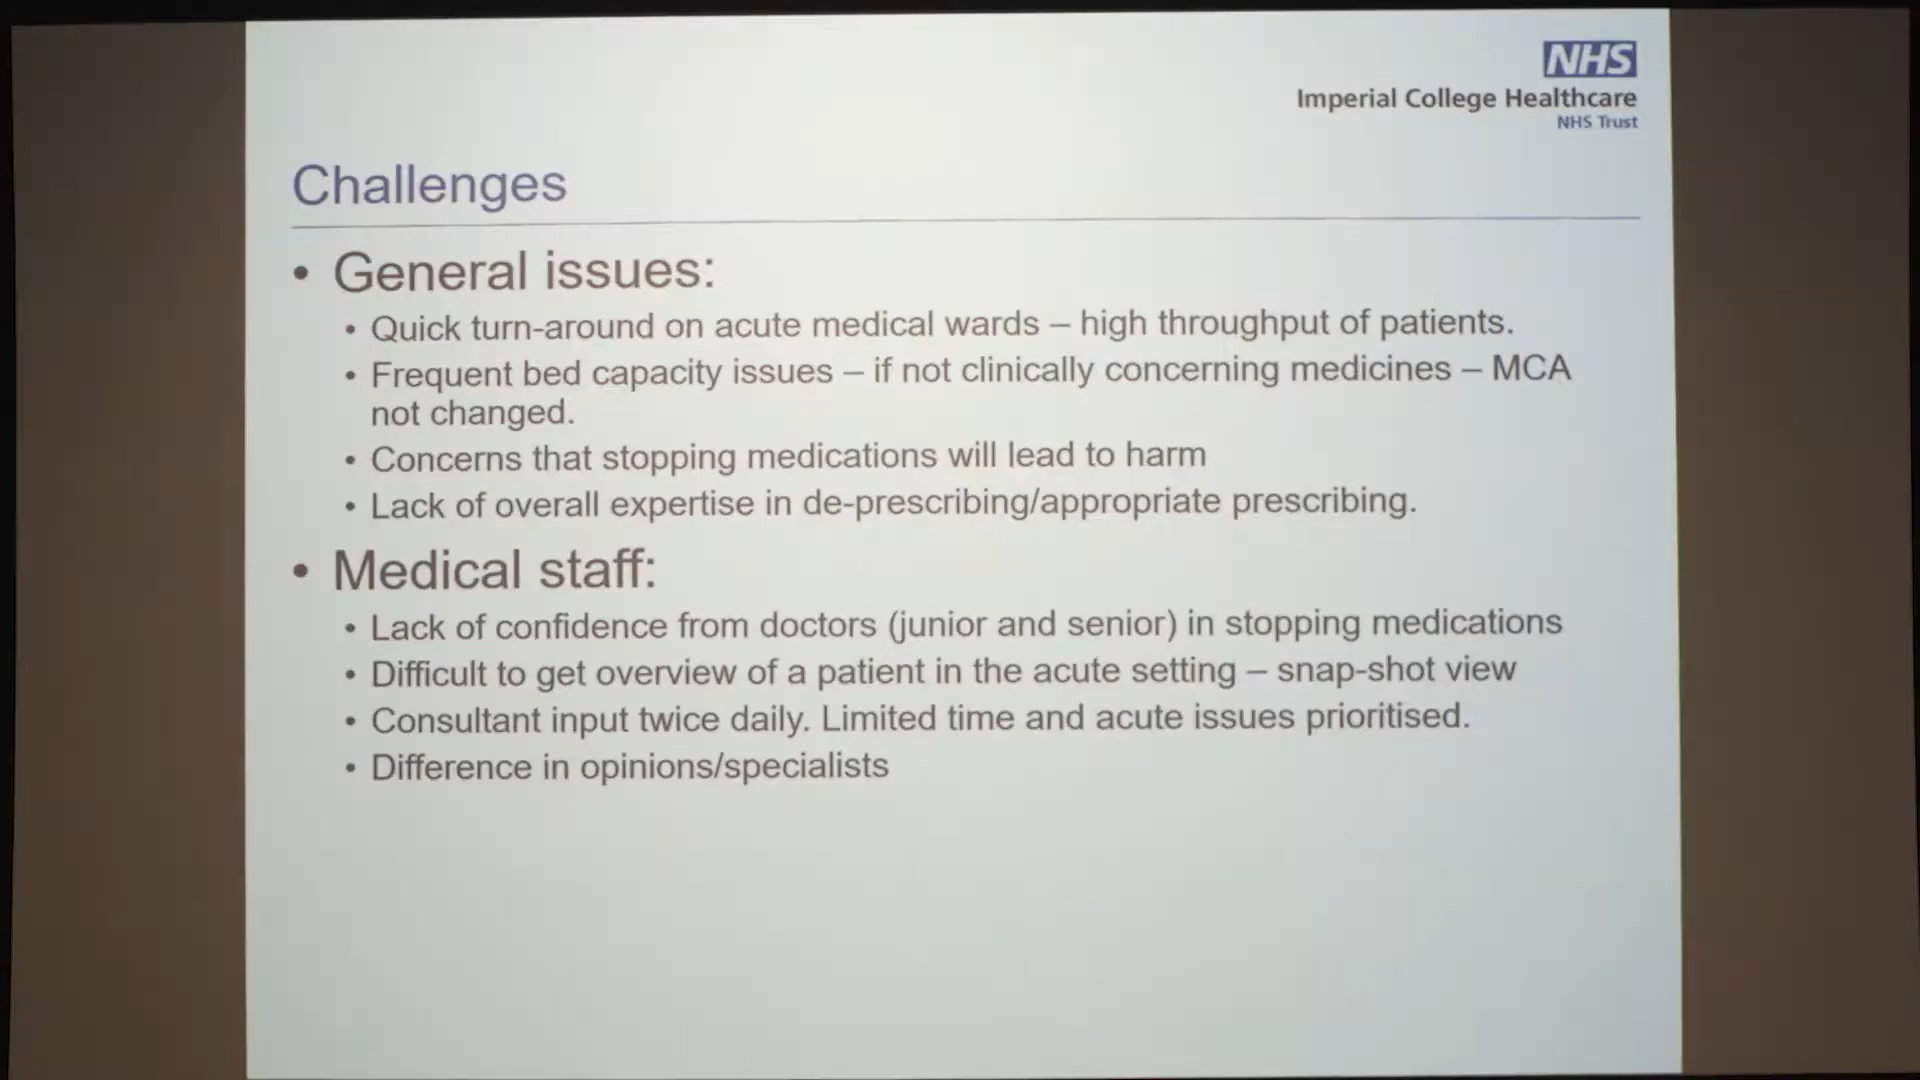 NHS
Imperial College Healthcare
NHS Trust
Challenges
• General issues:
• Quick turn-around on acute medical wards – high throughput of patients.
• Frequent bed capacity issues – if not clinically concerning medicines – MCA
not changed.
• Concerns that stopping medications will lead to harm
• Lack of overall expertise in de-prescribing/appropriate prescribing.
• Medical staff:
• Lack of confidence from doctors (junior and senior) in stopping medications
• Difficult to get overview of a patient in the acute setting – snap-shot view
• Consultant input twice daily. Limited time and acute issues prioritised.
• Difference in opinions/specialists